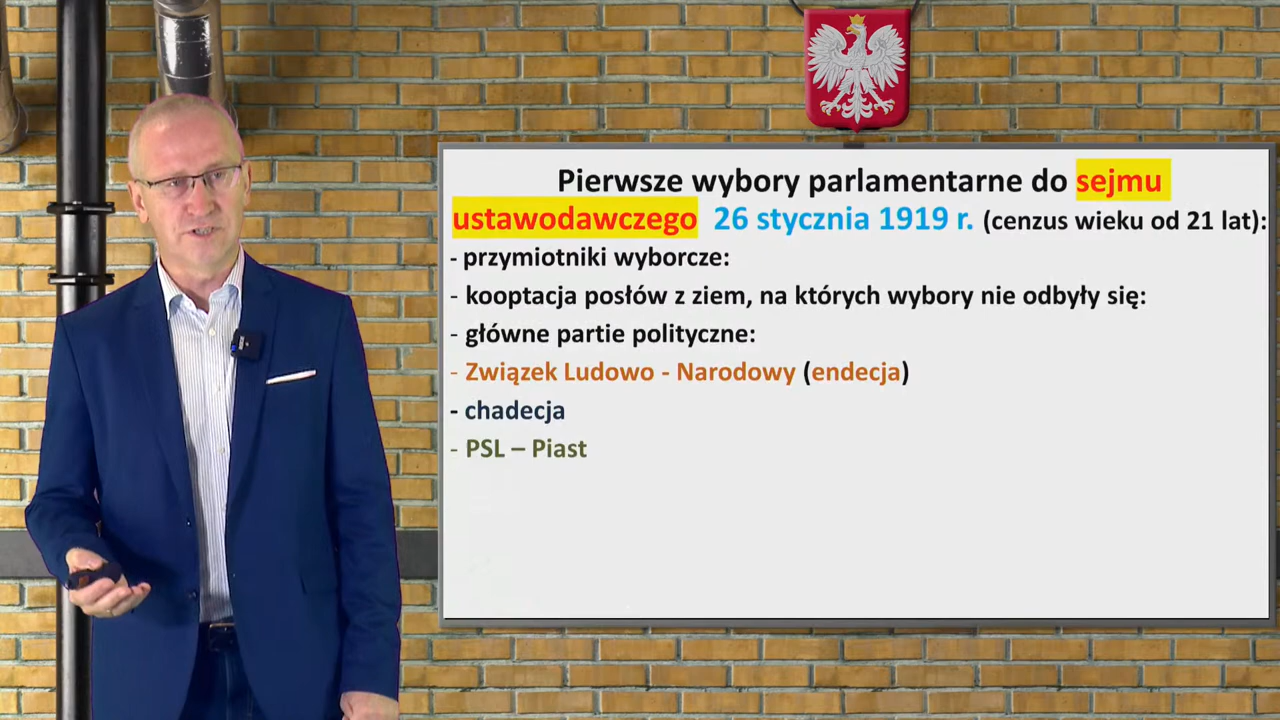 Pierwsze wybory parlamentarne do sejmu
ustawodawczego 26 stycznia 1919 r. (cenzus wieku od 21 lat):
- przymiotniki wyborcze:
- kooptacja posłów z ziem, na których wybory nie odbyły się:
- główne partie polityczne:
- Związek Ludowo - Narodowy (endecja)
- chadecja
- PSL – Piast